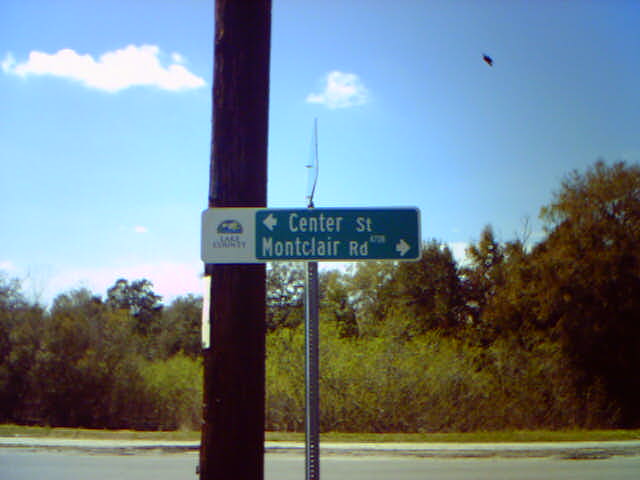 LAKE
COUNTY
Center St
Montclair Rd